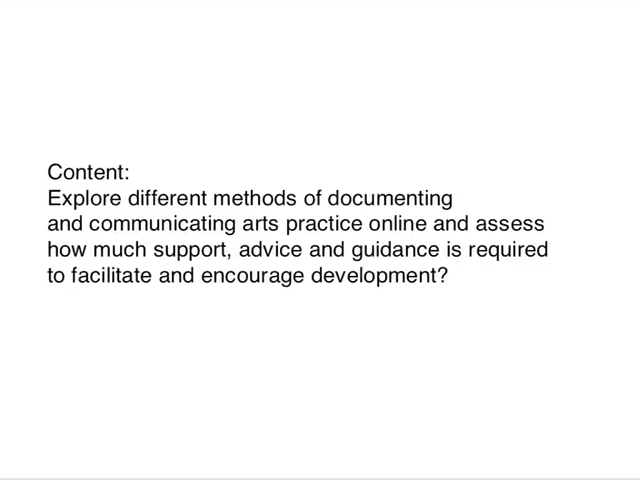 Content:
Explore different methods of documenting
and communicating arts practice online and assess
how much support, advice and guidance is required
to facilitate and encourage development?